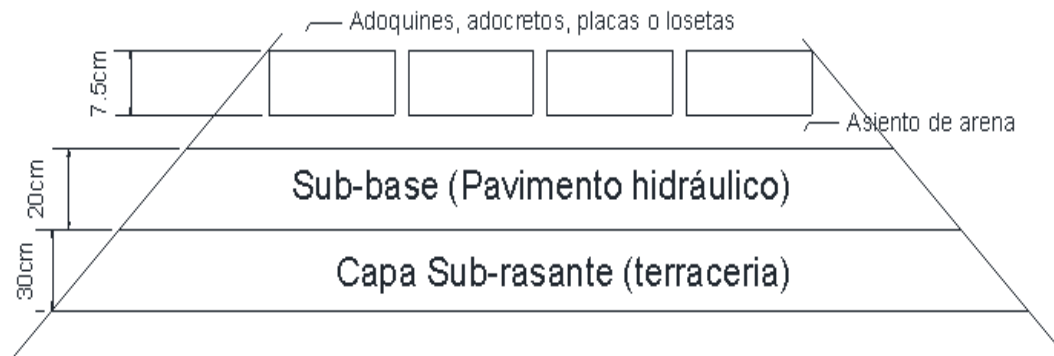 Adoquines, adocretos, placas o losetas
7.5cm
Asiento de arena
20cm
Sub-base (Pavimento hidráulico)
30cm
Capa Sub-rasante (terraceria)